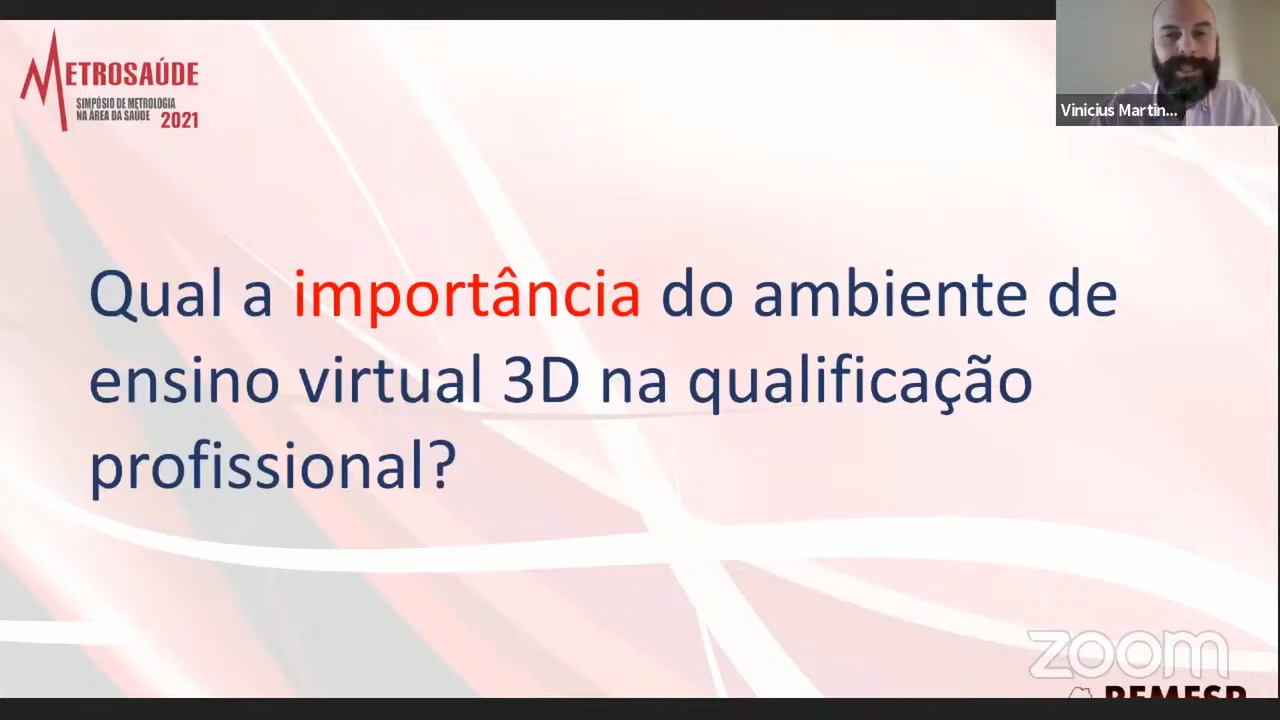 METROSAÚDE
SIMPÓSIO DE METROLOGIA
NA ÁREA DA SAÚDE 2021
Vinicius Martin...
Qual a importância do ambiente de
ensino virtual 3D na qualificação
profissional?
zoom
REMESP